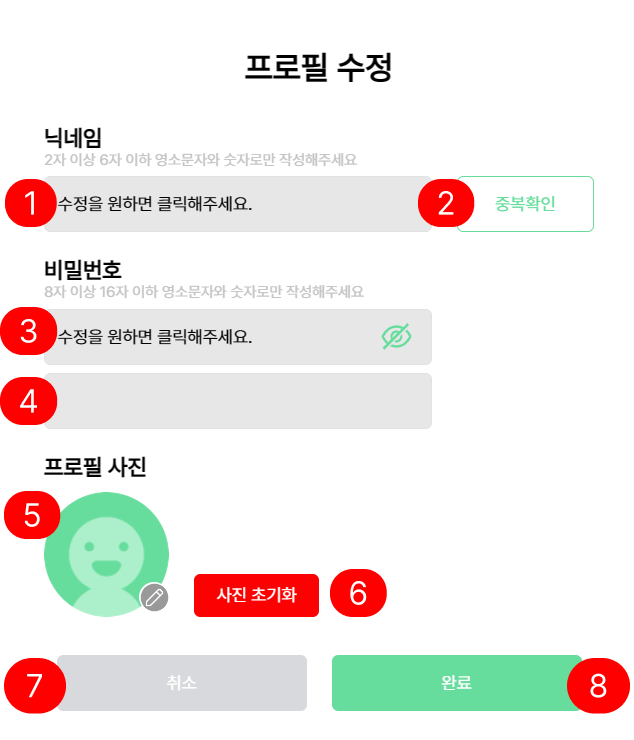 프로필 수정
닉네임
2자 이상 6자 이하 영소문자와 숫자로만 작성해주세요
1 수정을 원하면 클릭해주세요. 2 중복확인
비밀번호
8자 이상 16자 이하 영소문자와 숫자로만 작성해주세요
3 수정을 원하면 클릭해주세요.
4
프로필 사진
5
사진 초기화 6
7 취소 완료 8